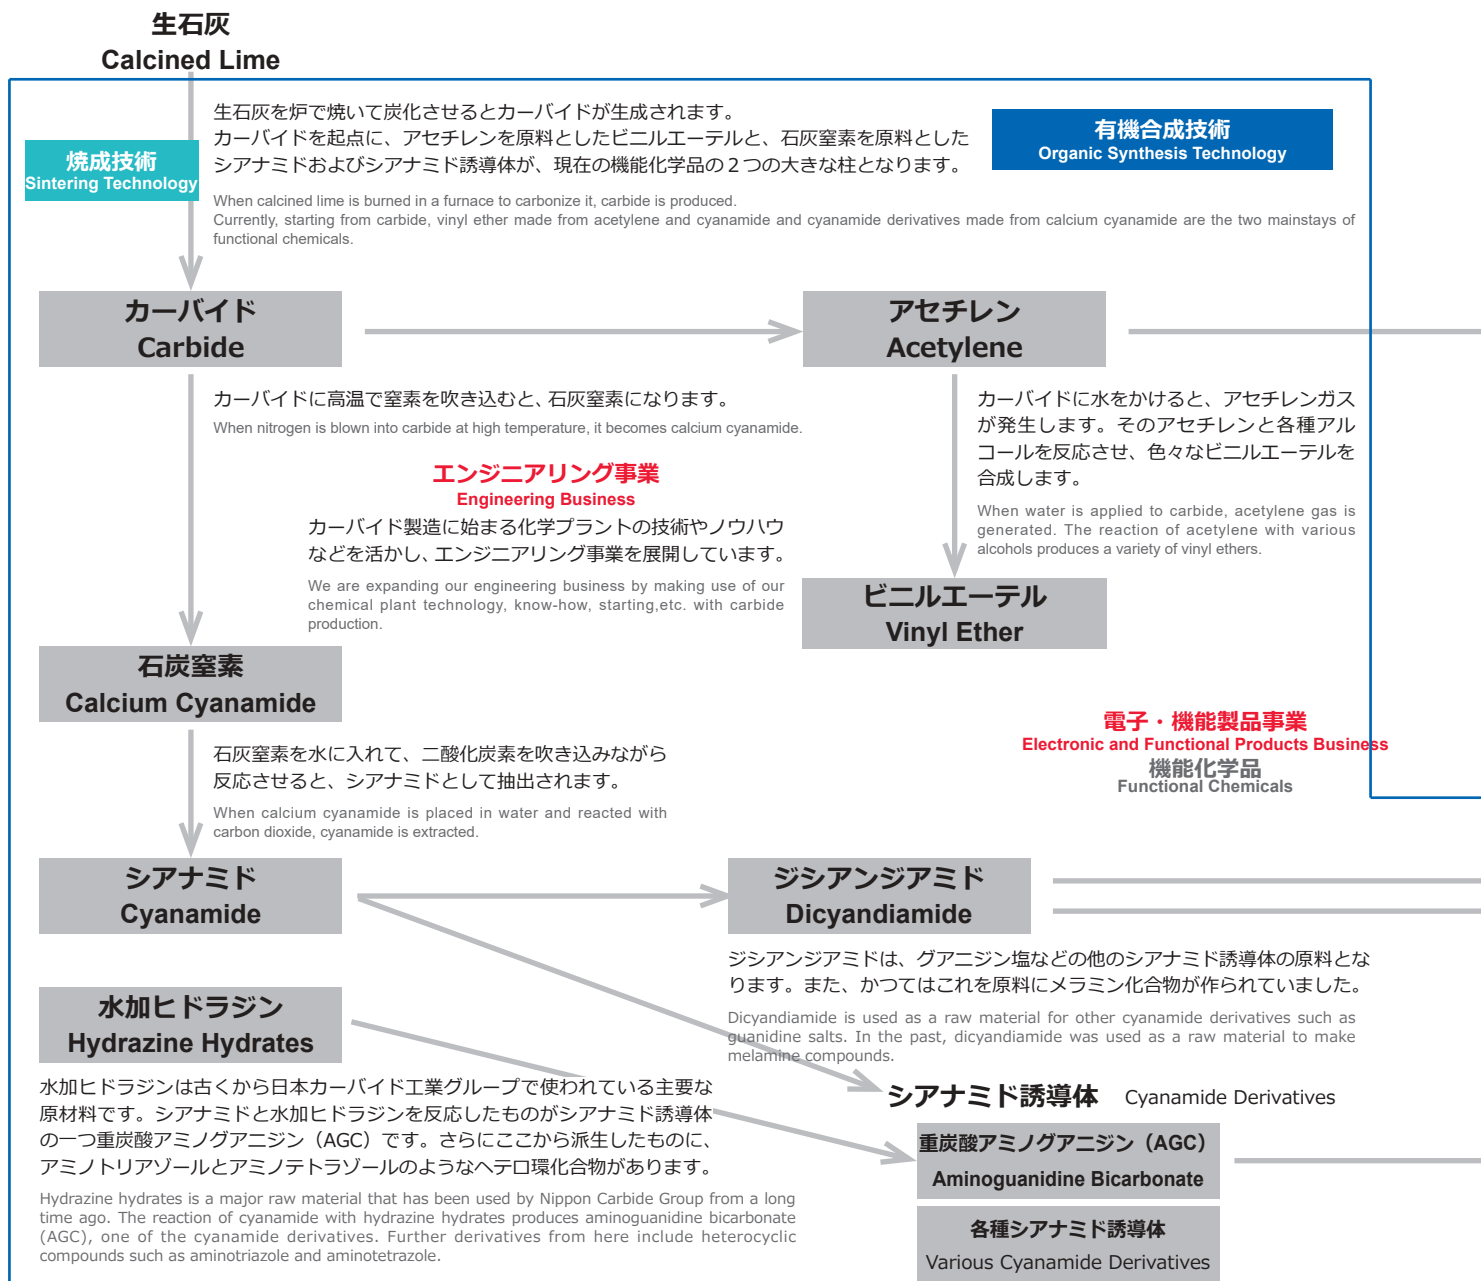 生石灰
Calcined Lime
生石灰を炉で焼いて炭化させるとカーバイドが生成されます。
カーバイドを起点に、アセチレンを原料としたビニルエーテルと、石灰窒素を原料とした
シアナミドおよびシアナミド誘導体が、現在の機能化学品の２つの大きな柱となります。
When calcined lime is burned in a furnace to carbonize it, carbide is produced.
Currently, starting from carbide, vinyl ether made from acetylene and cyanamide and cyanamide derivatives made from calcium cyanamide are the two mainstays of
functional chemicals.
焼成技術
Sintering Technology
有機合成技術
Organic Synthesis Technology
カーバイド
Carbide
アセチレン
Acetylene
カーバイドに高温で窒素を吹き込むと、石灰窒素になります。
When nitrogen is blown into carbide at high temperature, it becomes calcium cyanamide.
カーバイドに水をかけると、アセチレンガス
が発生します。そのアセチレンと各種アル
コールを反応させ、色々なビニルエーテルを
合成します。
When water is applied to carbide, acetylene gas is
generated. The reaction of acetylene with various
alcohols produces a variety of vinyl ethers.
エンジニアリング事業
Engineering Business
カーバイド製造に始まる化学プラントの技術やノウハウ
などを活かし、エンジニアリング事業を展開しています。
We are expanding our engineering business by making use of our
chemical plant technology, know-how, starting,etc. with carbide
production.
ビニルエーテル
Vinyl Ether
石炭窒素
Calcium Cyanamide
電子・機能製品事業
Electronic and Functional Products Business
機能化学品
Functional Chemicals
石灰窒素を水に入れて、二酸化炭素を吹き込みながら
反応させると、シアナミドとして抽出されます。
When calcium cyanamide is placed in water and reacted with
carbon dioxide, cyanamide is extracted.
シアナミド
Cyanamide
ジシアンジアミド
Dicyandiamide
ジシアンジアミドは、グアニジン塩などの他のシアナミド誘導体の原料とな
ります。また、かつてはこれを原料にメラミン化合物が作られていました。
Dicyandiamide is used as a raw material for other cyanamide derivatives such as
guanidine salts. In the past, dicyandiamide was used as a raw material to make
melamine compounds.
水加ヒドラジン
Hydrazine Hydrates
水加ヒドラジンは古くから日本カーバイド工業グループで使われている主要な
原材料です。シアナミドと水加ヒドラジンを反応したものがシアナミド誘導体
の一つ重炭酸アミノグアニジン（AGC）です。さらにここから派生したものに、
アミノトリアゾールとアミノテトラゾールのようなヘテロ環化合物があります。
Hydrazine hydrates is a major raw material that has been used by Nippon Carbide Group from a long
time ago. The reaction of cyanamide with hydrazine hydrates produces aminoguanidine bicarbonate
(AGC), one of the cyanamide derivatives. Further derivatives from here include heterocyclic
compounds such as aminotriazole and aminotetrazole.
シアナミド誘導体 Cyanamide Derivatives
重炭酸アミノグアニジン（AGC）
Aminoguanidine Bicarbonate
各種シアナミド誘導体
Various Cyanamide Derivatives